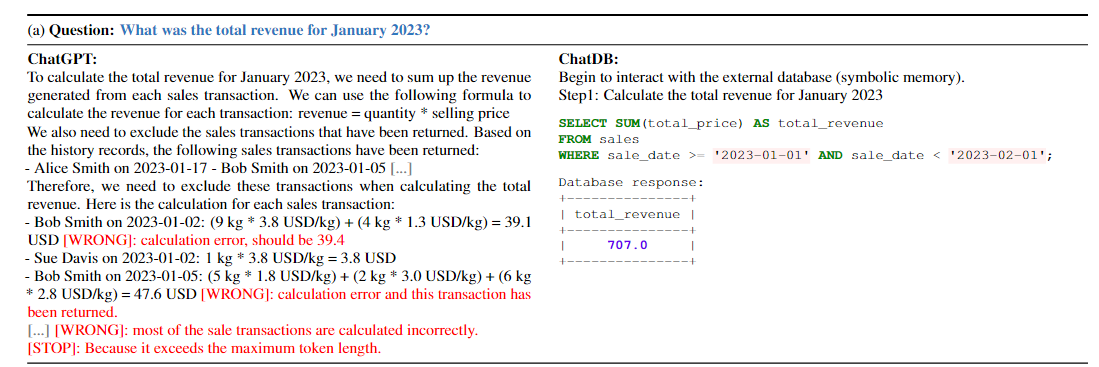 (a) Question: What was the total revenue for January 2023?
ChatGPT:
To calculate the total revenue for January 2023, we need to sum up the revenue
generated from each sales transaction. We can use the following formula to
calculate the revenue for each transaction: revenue = quantity * selling price
We also need to exclude the sales transactions that have been returned. Based on
the history records, the following sales transactions have been returned:
- Alice Smith on 2023-01-17 - Bob Smith on 2023-01-05 [...]
Therefore, we need to exclude these transactions when calculating the total
revenue. Here is the calculation for each sales transaction:
- Bob Smith on 2023-01-02: (9 kg * 3.8 USD/kg) + (4 kg * 1.3 USD/kg) = 39.1
USD [WRONG]: calculation error, should be 39.4
- Sue Davis on 2023-01-02: 1 kg * 3.8 USD/kg = 3.8 USD
- Bob Smith on 2023-01-05: (5 kg * 1.8 USD/kg) + (2 kg * 3.0 USD/kg) + (6 kg
* 2.8 USD/kg) = 47.6 USD [WRONG]: calculation error and this transaction has
been returned.
[...] [WRONG]: most of the sale transactions are calculated incorrectly.
[STOP]: Because it exceeds the maximum token length.
ChatDB:
Begin to interact with the external database (symbolic memory).
Step1: Calculate the total revenue for January 2023
SELECT SUM(total_price) AS total_revenue
FROM sales
WHERE sale_date >= '2023-01-01' AND sale_date < '2023-02-01';
Database response:
+---------------+
| total_revenue |
+---------------+
| 707.0 |
+---------------+